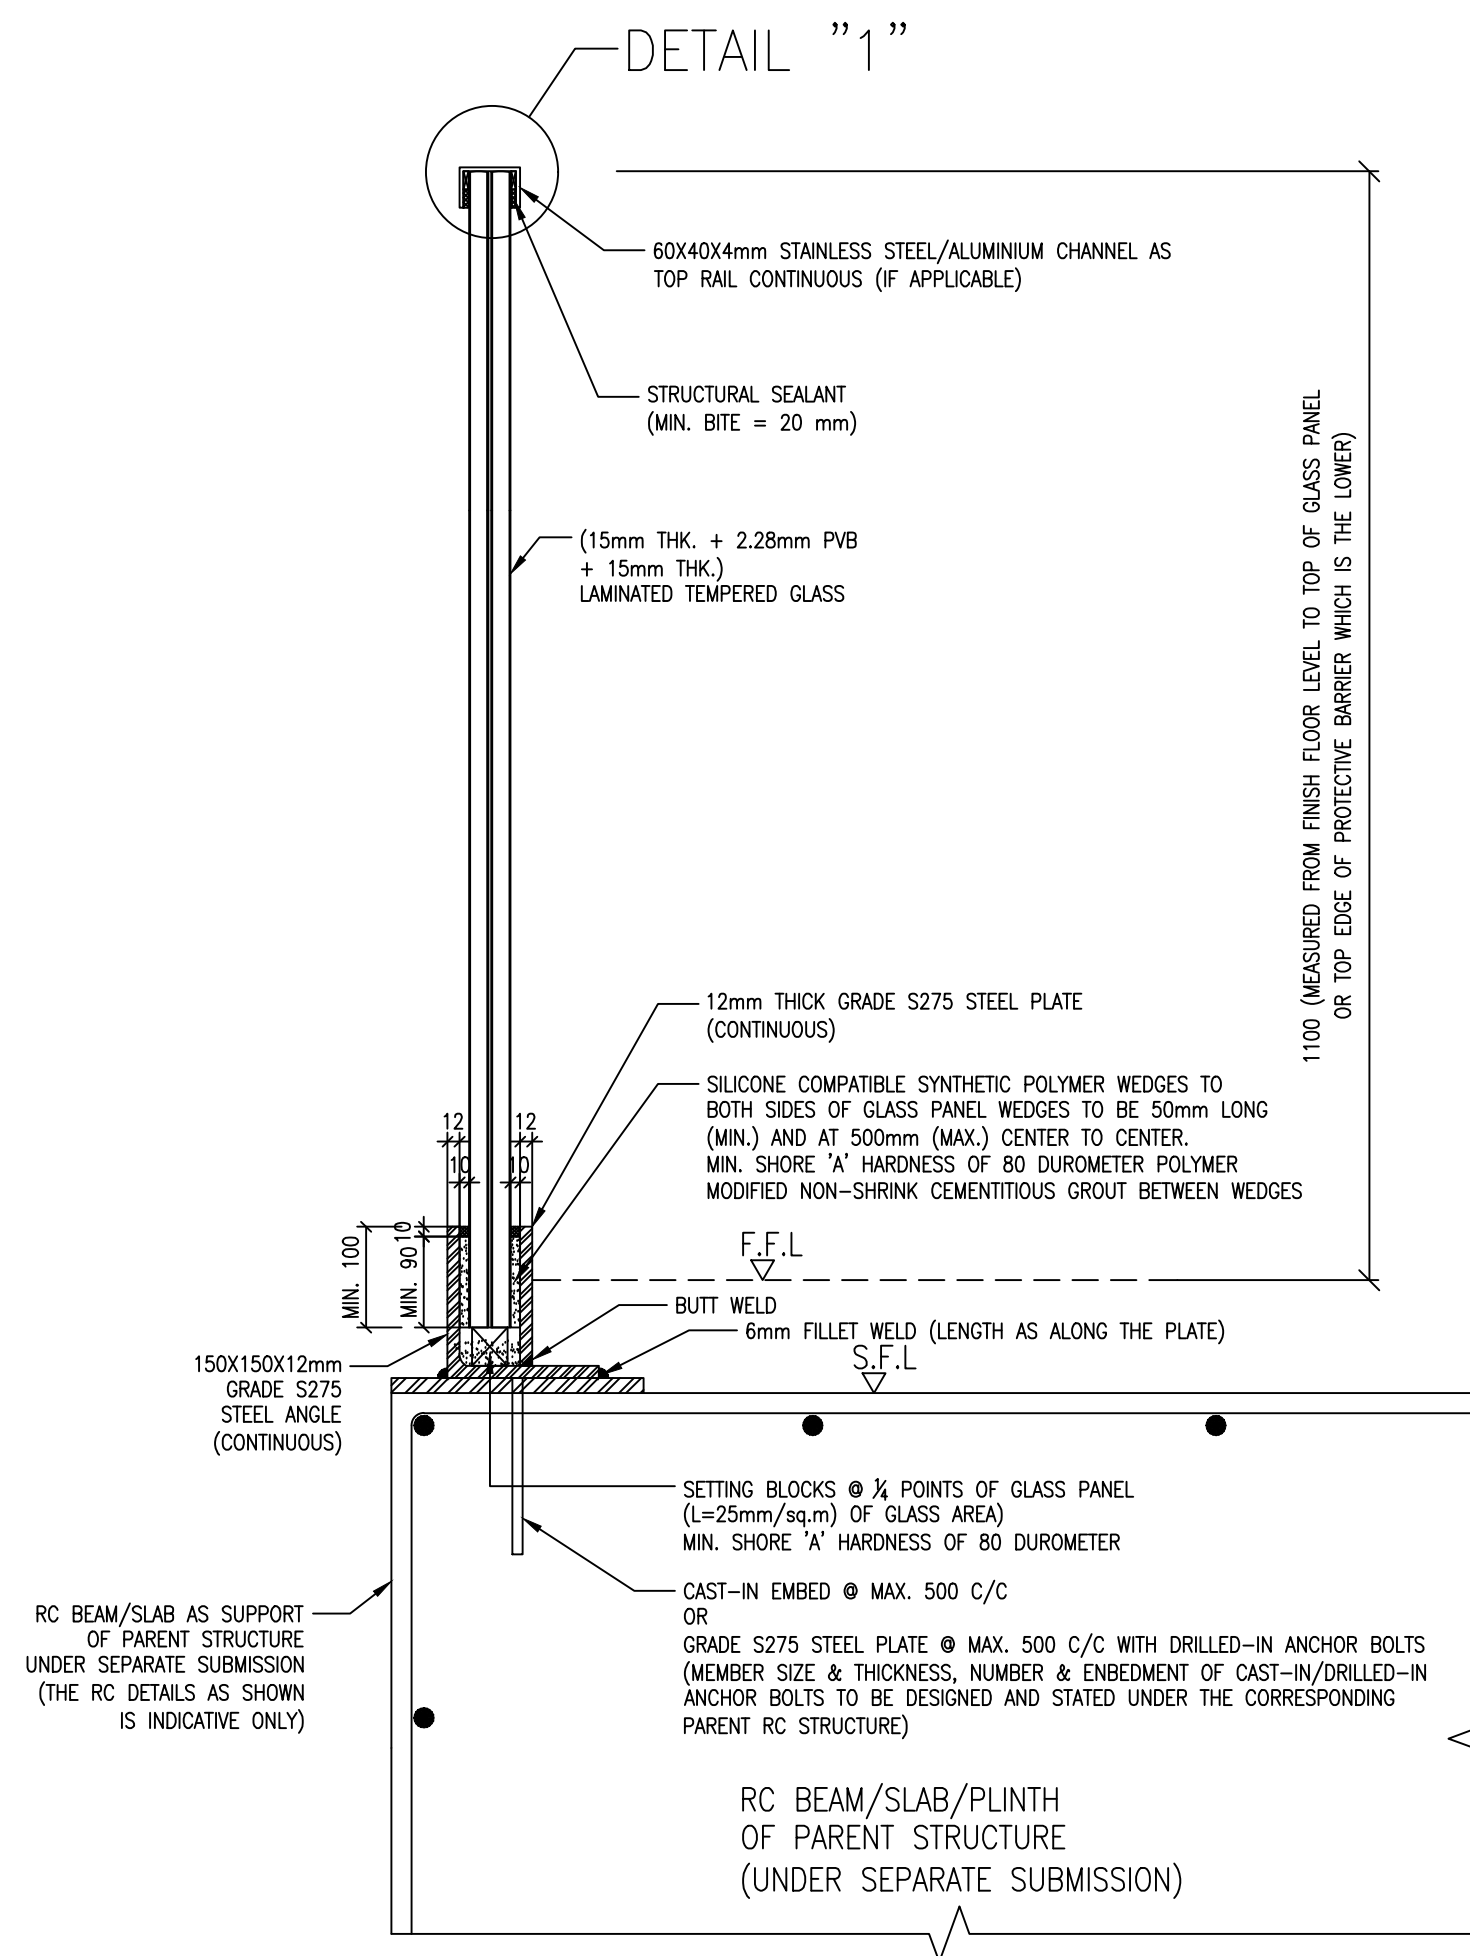 DETAIL "1"
60X40X4mm STAINLESS STEEL/ALUMINIUM CHANNEL AS
TOP RAIL CONTINUOUS (IF APPLICABLE)
STRUCTURAL SEALANT
(MIN. BITE = 20 mm)
(15mm THK. + 2.28mm PVB
+ 15mm THK.)
LAMINATED TEMPERED GLASS
1100 (MEASURED FROM FINISH FLOOR LEVEL TO TOP OF GLASS PANEL
OR TOP EDGE OF PROTECTIVE BARRIER WHICH IS THE LOWER)
12mm THICK GRADE S275 STEEL PLATE
(CONTINUOUS)
SILICONE COMPATIBLE SYNTHETIC POLYMER WEDGES TO
BOTH SIDES OF GLASS PANEL WEDGES TO BE 50mm LONG
(MIN.) AND AT 500mm (MAX.) CENTER TO CENTER.
MIN. SHORE 'A' HARDNESS OF 80 DUROMETER POLYMER
MODIFIED NON-SHRINK CEMENTITIOUS GROUT BETWEEN WEDGES
12 12
10 10
MIN. 100
MIN. 90 10
F.F.L
BUTT WELD
6mm FILLET WELD (LENGTH AS ALONG THE PLATE)
S.F.L
150X150X12mm
GRADE S275
STEEL ANGLE
(CONTINUOUS)
SETTING BLOCKS @ ¼ POINTS OF GLASS PANEL
(L=25mm/sq.m) OF GLASS AREA)
MIN. SHORE 'A' HARDNESS OF 80 DUROMETER
CAST-IN EMBED @ MAX. 500 C/C
OR
GRADE S275 STEEL PLATE @ MAX. 500 C/C WITH DRILLED-IN ANCHOR BOLTS
(MEMBER SIZE & THICKNESS, NUMBER & ENBEDMENT OF CAST-IN/DRILLED-IN
ANCHOR BOLTS TO BE DESIGNED AND STATED UNDER THE CORRESPONDING
PARENT RC STRUCTURE)
RC BEAM/SLAB AS SUPPORT
OF PARENT STRUCTURE
UNDER SEPARATE SUBMISSION
(THE RC DETAILS AS SHOWN
IS INDICATIVE ONLY)
RC BEAM/SLAB/PLINTH
OF PARENT STRUCTURE
(UNDER SEPARATE SUBMISSION)